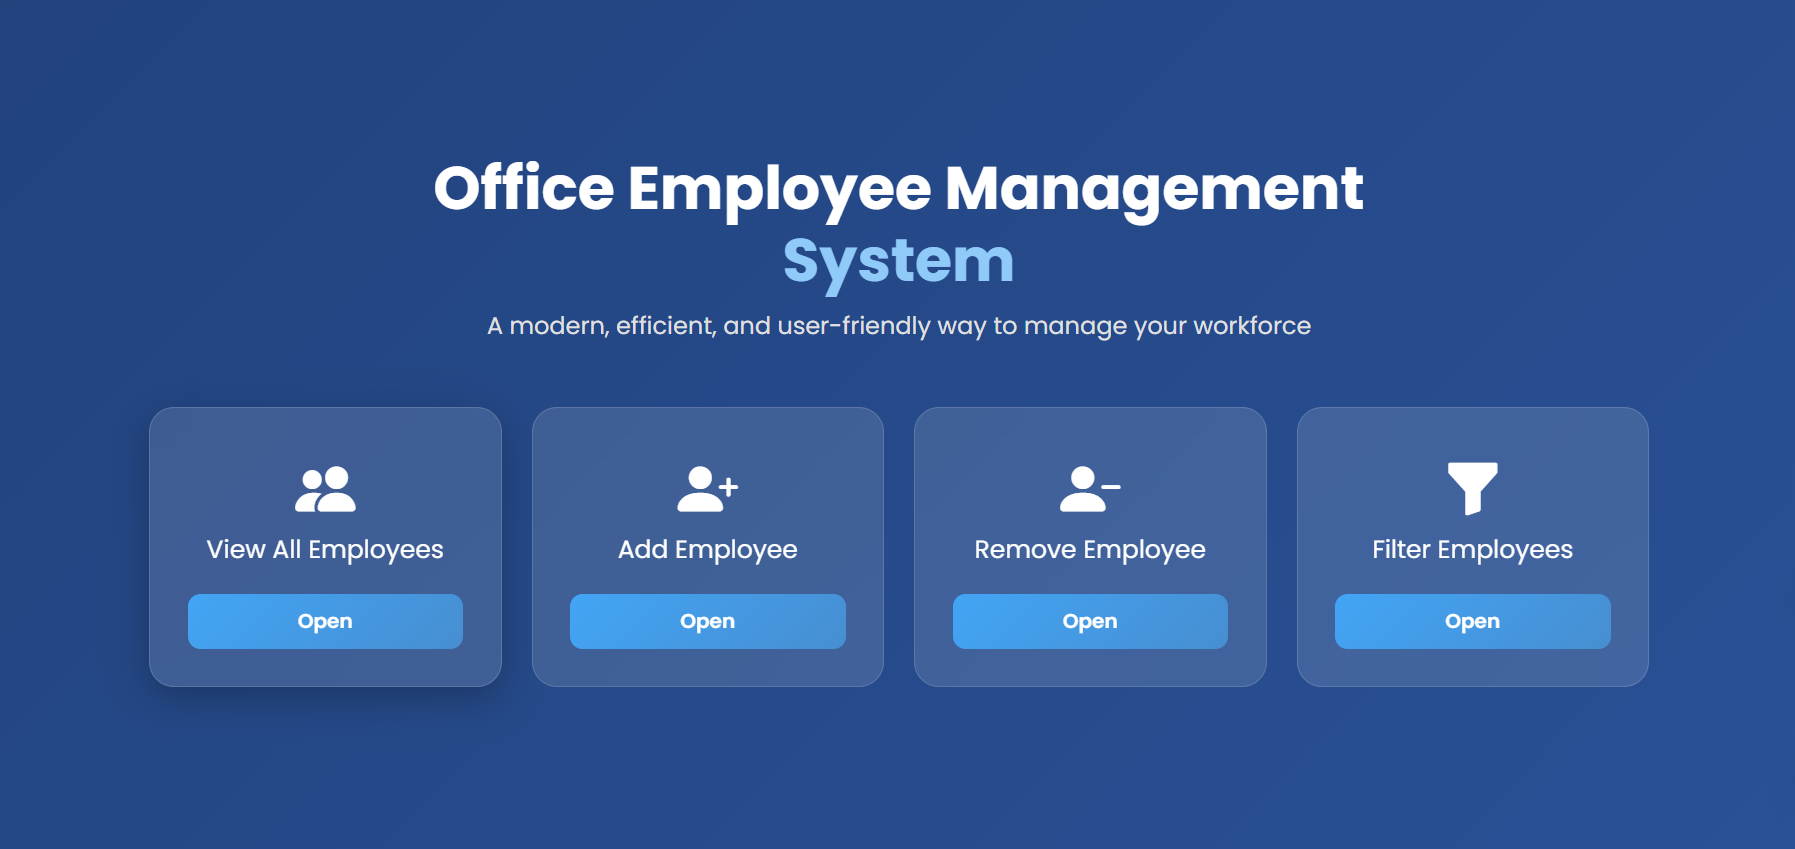 Office Employee Management
System
A modern, efficient, and user-friendly way to manage your workforce
View All Employees
Open
Add Employee
Open
Remove Employee
Open
Filter Employees
Open